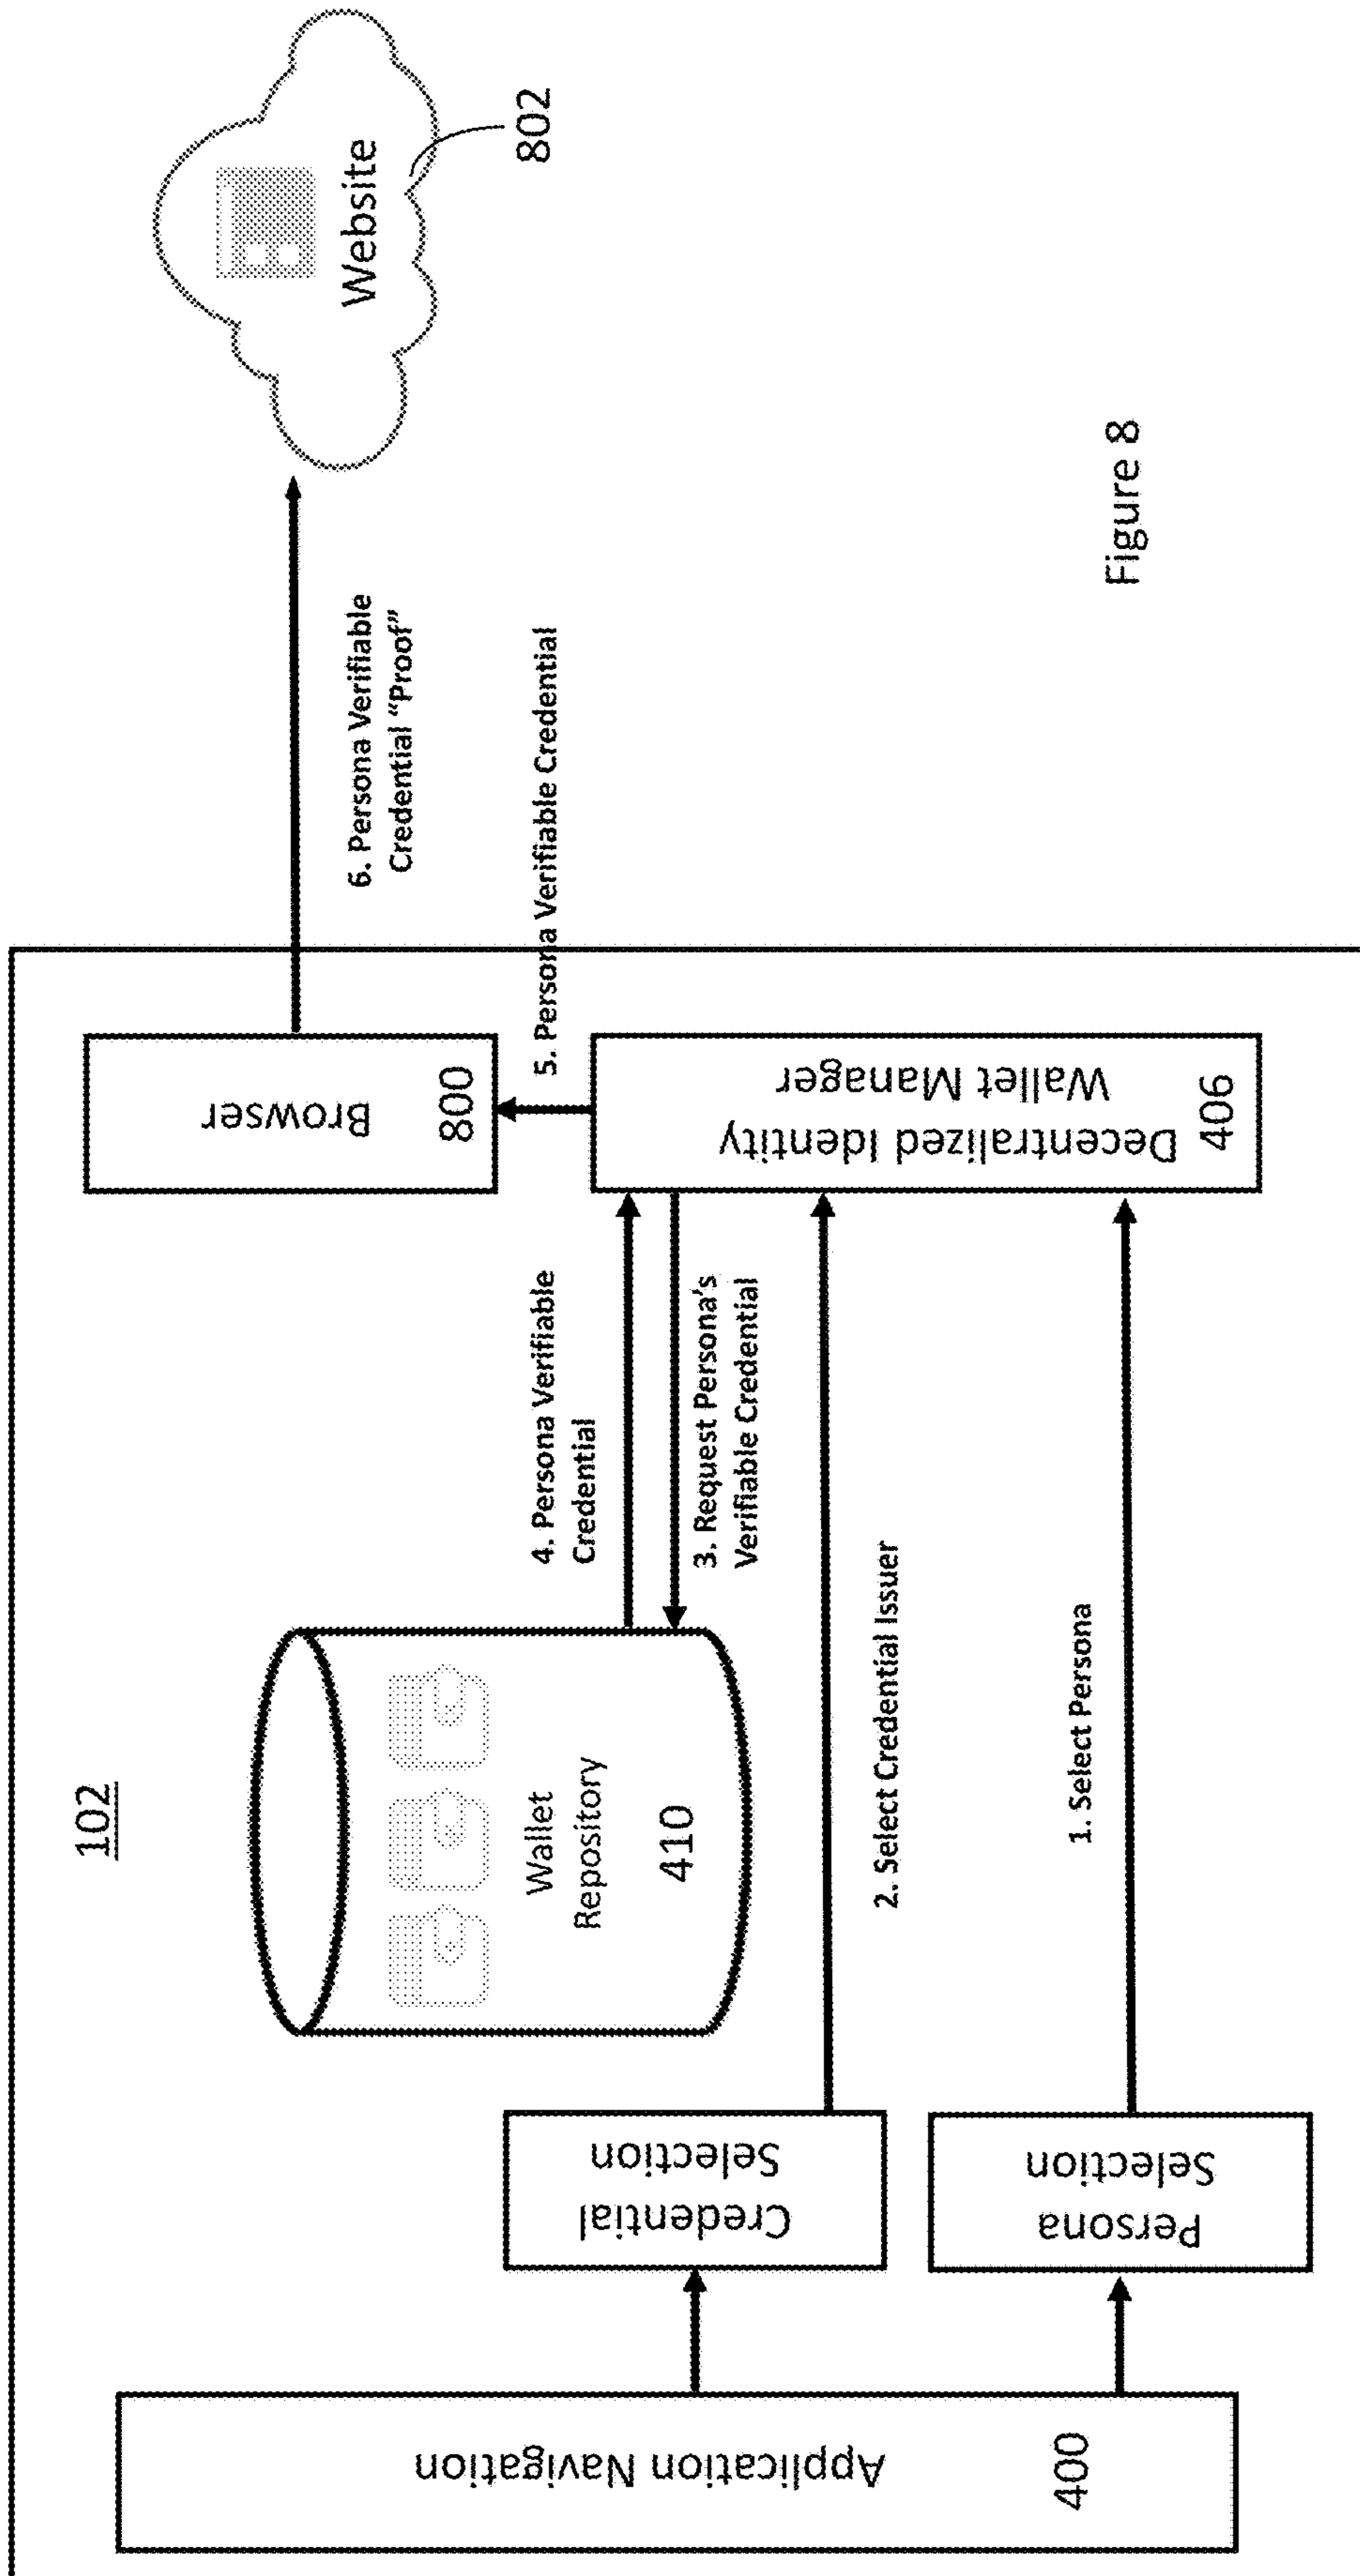 102
Application Navigation
400
Credential
Selection
Persona
Selection
Wallet
Repository
410
1. Select Persona
2. Select Credential Issuer
3. Request Persona's
Verifiable Credential
4. Persona Verifiable
Credential
Decentralized Identity
Wallet Manager
406
Browser
800
5. Persona Verifiable Credential
6. Persona Verifiable
Credential “Proof”
Website
802
Figure 8